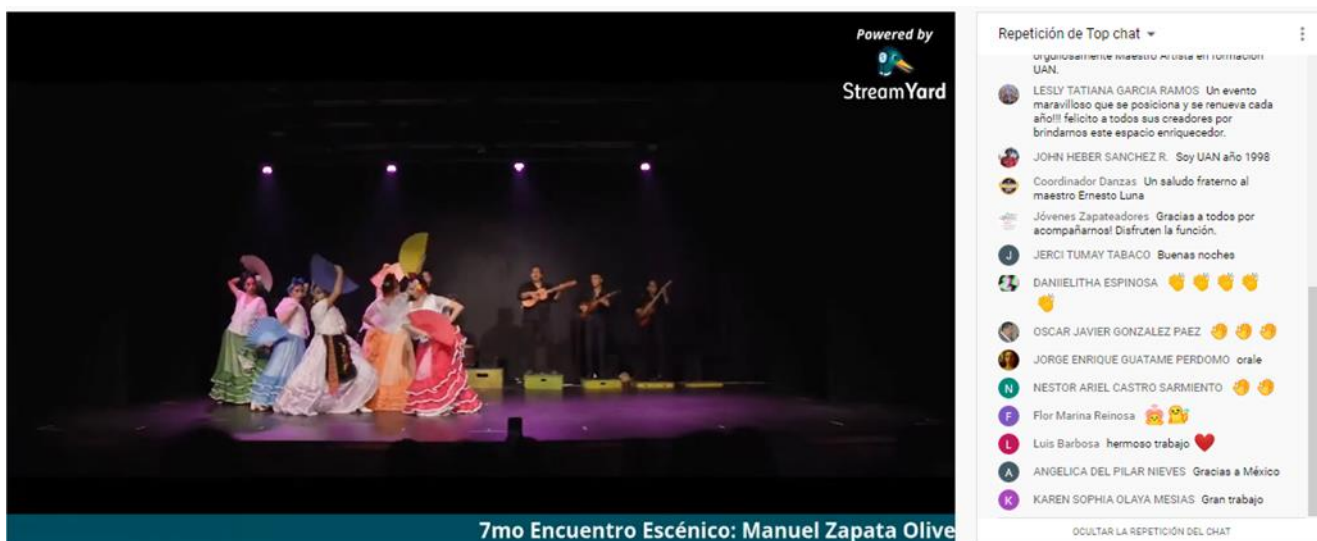 Powered by
StreamYard
7mo Encuentro Escénico: Manuel Zapata Olive
Repetición de Top chat
orgullosamente Maestro Artista en formación
UAN.
LESLY TATIANA GARCIA RAMOS Un evento
maravilloso que se posiciona y se renueva cada
año!!! felicito a todos sus creadores por
brindarnos este espacio enriquecedor.
JOHN HEBER SANCHEZ R. Soy UAN año 1998
Coordinador Danzas Un saludo fraterno al
maestro Ernesto Luna
Jóvenes Zapateadores Gracias a todos por
acompañarnos! Disfruten la función.
J JERCI TUMAY TABACO Buenas noches
DANIIELITHA ESPINOSA
OSCAR JAVIER GONZALEZ PAEZ
JORGE ENRIQUE GUATAME PERDOMO orale
N NESTOR ARIEL CASTRO SARMIENTO
F Flor Marina Reinosa
L Luis Barbosa hermoso trabajo
A ANGELICA DEL PILAR NIEVES Gracias a México
K KAREN SOPHIA OLAYA MESIAS Gran trabajo
OCULTAR LA REPETICIÓN DEL CHAT